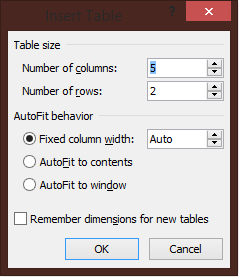 Insert Table ?
Table size
Number of columns: 5
Number of rows: 2
AutoFit behavior
Fixed column width: Auto
AutoFit to contents
AutoFit to window
Remember dimensions for new tables
OK Cancel